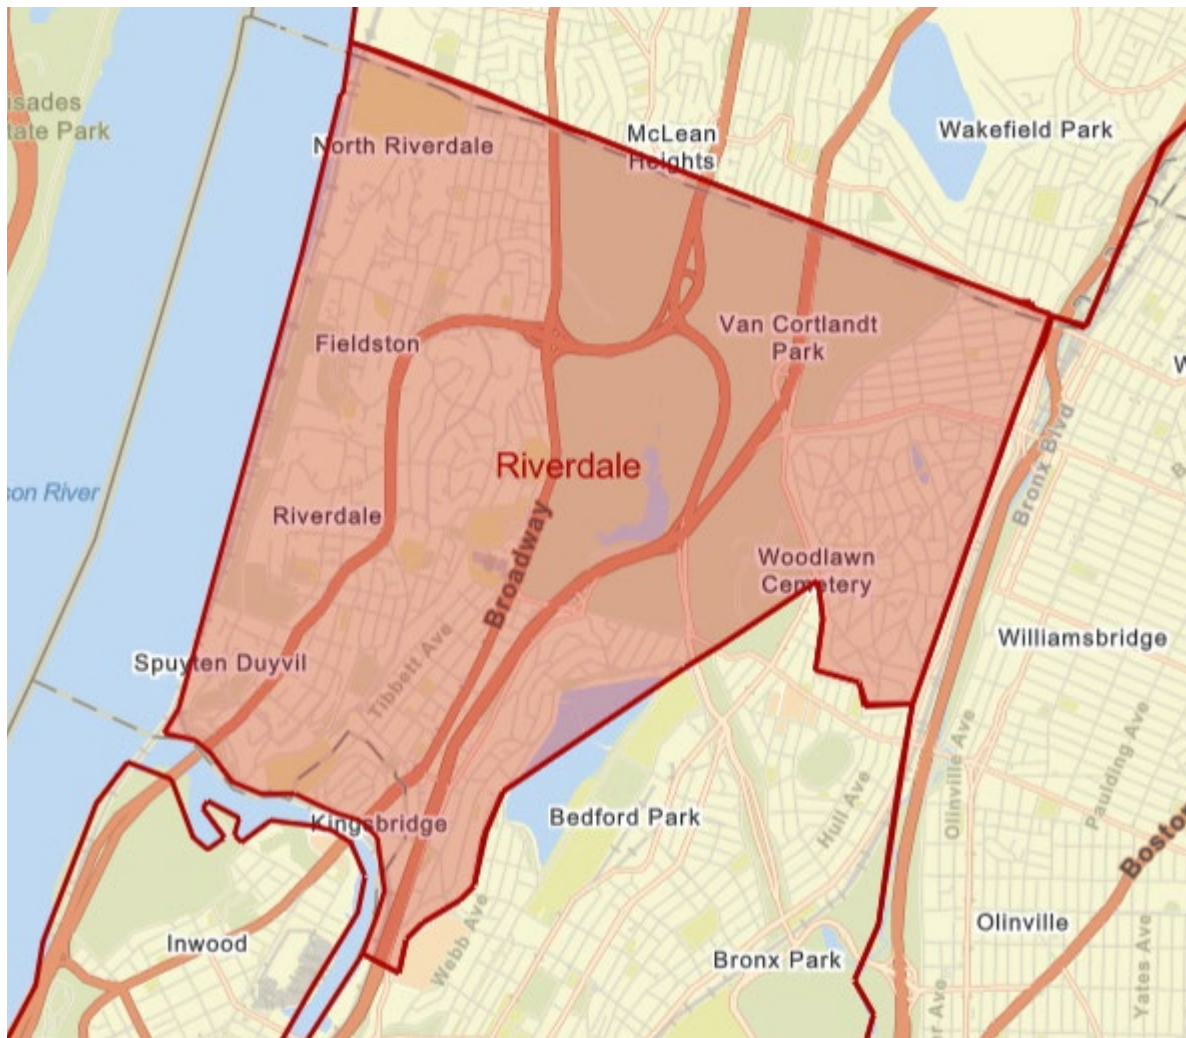 isades
tate Park
McLean
Heights
Wakefield Park
North Riverdale
Van Cortlandt
Park
Fieldston
Riverdale
Bronx Blvd
son River
Riverdale
Broadway
Woodlawn
Cemetery
Williamsbridge
Spuyten Duyvil
Tibbett Ave
Olinville Ave
Paulding Ave
Bedford Park
Hull Ave
Kingsbridge
Boston
Inwood
Webb Ave
Olinville
Bronx Park
Yates Ave
er Ave